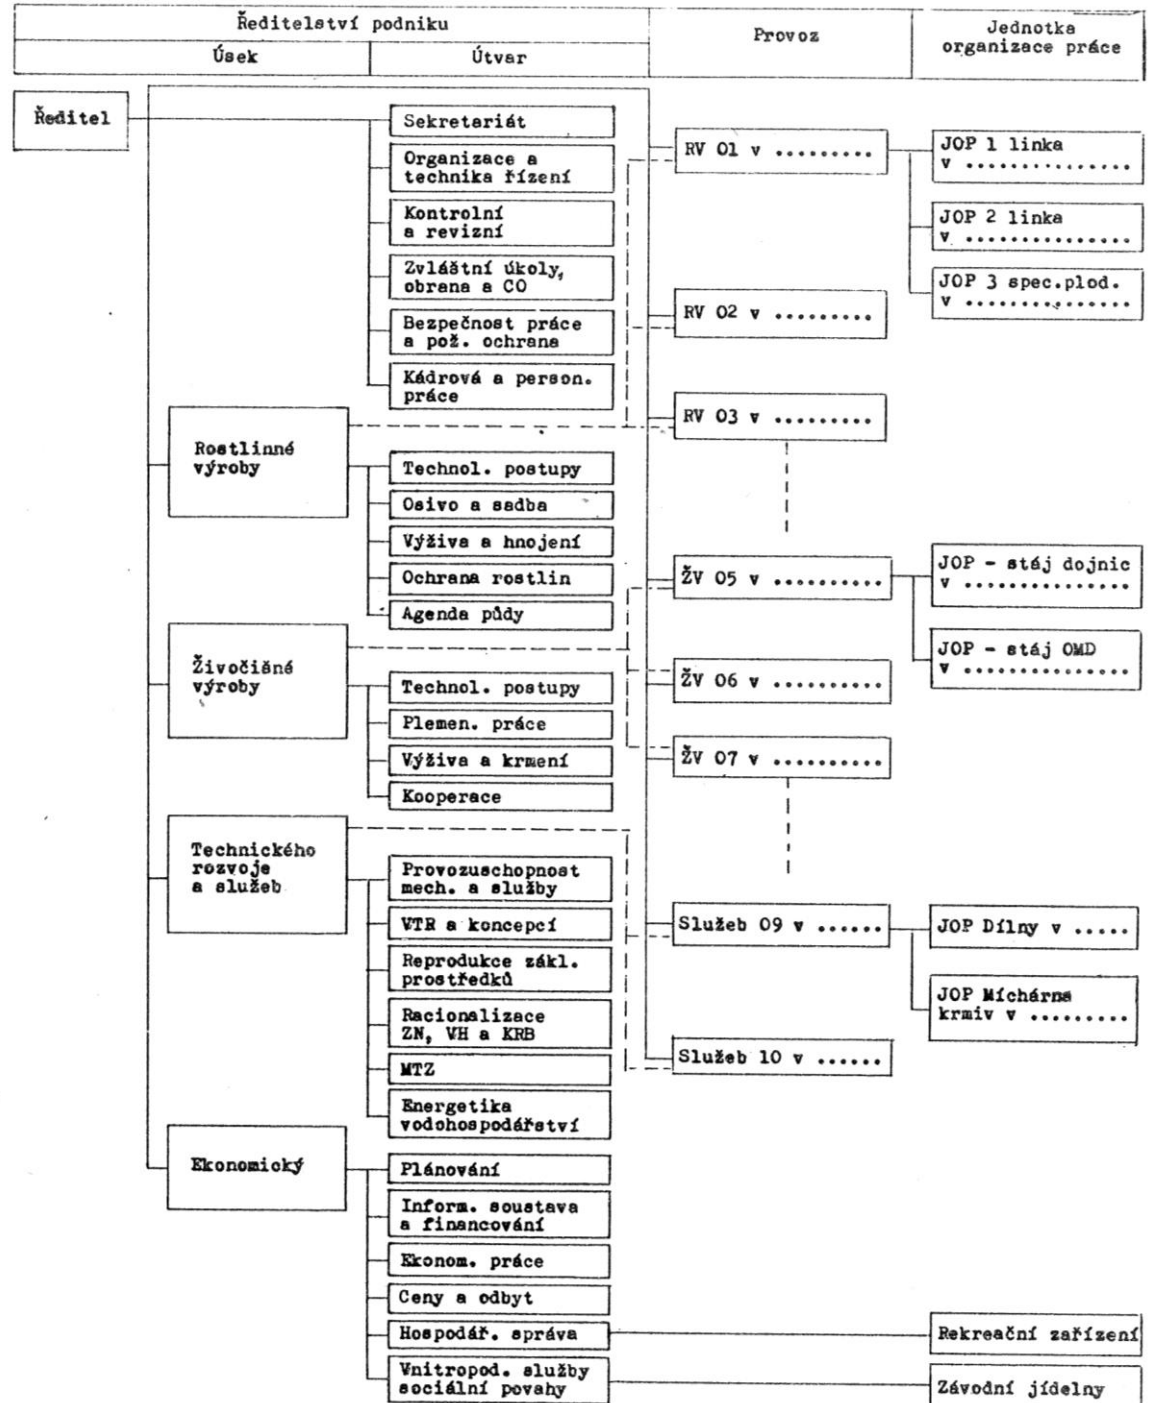 Ředitelství podniku
Provoz
Jednotka
organizace práce
Úsek
Útvar
Ředitel
Sekretariát
Organizace a
technika řízení
Kontrolní
a revizní
Zvláštní úkoly,
obrana a CO
Bezpečnost práce
a pož. ochrana
Kádrová a person.
práce
Rostlinné
výroby
Technol. postupy
Osivo a sadba
Výživa a hnojení
Ochrana rostlin
Agenda půdy
Živočišné
výroby
Technol. postupy
Plemen. práce
Výživa a krmení
Kooperace
Technického
rozvoje
a služeb
Provozuschopnost
mech. a služby
VTR a koncepcí
Reprodukce zákl.
prostředků
Racionalizace
ZN, VH a KRB
MTZ
Energetika
vodohospodářství
Ekonomický
Plánování
Inform. soustava
a financování
Ekonom. práce
Ceny a odbyt
Hospodář. správa
Vnitropod. služby
sociální povahy
RV 01 v .........
RV 02 v .........
RV 03 v .........
ŽV 05 v ..........
ŽV 06 v ..........
ŽV 07 v ..........
Služeb 09 v ......
Služeb 10 v ......
JOP 1 linka
v ...............
JOP 2 linka
v ...............
JOP 3 spec.plod.
v ...............
JOP - stáj dojnic
v ...............
JOP - stáj OMD
v ...............
JOP Dílny v .....
JOP Míchárna
krmiv v .........
Rekreační zařízení
Závodní jídelny